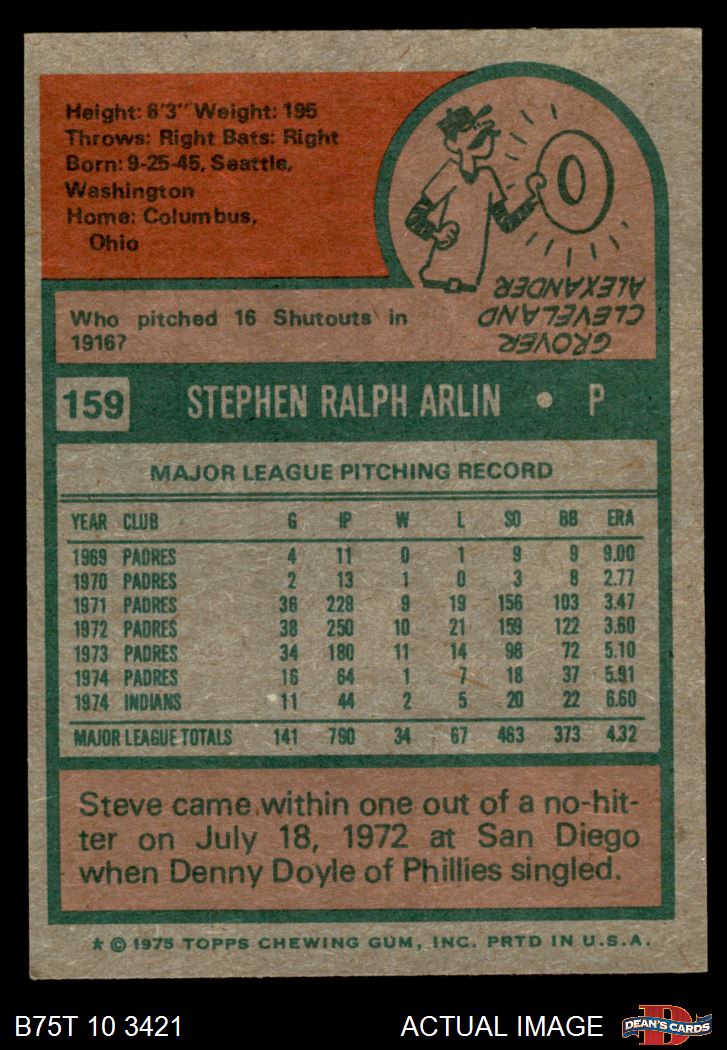 Height: 6'3" Weight: 195
Throws: Right Bats: Right
Born: 9-25-45, Seattle,
Washington
Home: Columbus,
Ohio
Who pitched 16 Shutouts in
1916?
GROVER
CLEVELAND
ALEXANDER
0
159 STEPHEN RALPH ARLIN • P
MAJOR LEAGUE PITCHING RECORD
YEAR CLUB G IP W L SO BB ERA
1969 PADRES 4 11 0 1 9 9 9.00
1970 PADRES 2 13 1 0 3 8 2.77
1971 PADRES 36 228 9 19 156 103 3.47
1972 PADRES 38 250 10 21 159 122 3.60
1973 PADRES 34 180 11 14 98 72 5.10
1974 PADRES 16 64 1 7 18 37 5.91
1974 INDIANS 11 44 2 5 20 22 6.60
MAJOR LEAGUE TOTALS 141 790 34 67 463 373 4.32
Steve came within one out of a no-hit-
ter on July 18, 1972 at San Diego
when Denny Doyle of Phillies singled.
* © 1975 TOPPS CHEWING GUM, INC. PRTD IN U.S.A.
B75T 10 3421 ACTUAL IMAGE D DEAN'S CARDS